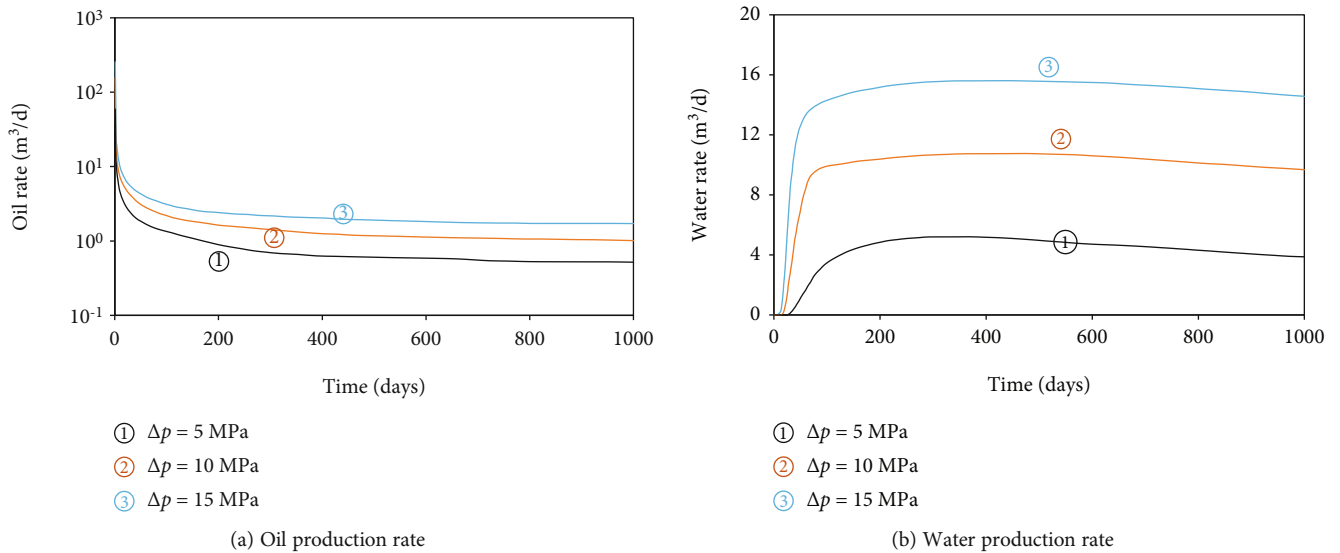 10³
10²
10¹
10⁰
10⁻¹
Oil rate (m³/d)
3
2
1
0 200 400 600 800 1000
Time (days)
1 Δp = 5 MPa
2 Δp = 10 MPa
3 Δp = 15 MPa
(a) Oil production rate
20
16
12
8
4
0
Water rate (m³/d)
3
2
1
0 200 400 600 800 1000
Time (days)
1 Δp = 5 MPa
2 Δp = 10 MPa
3 Δp = 15 MPa
(b) Water production rate